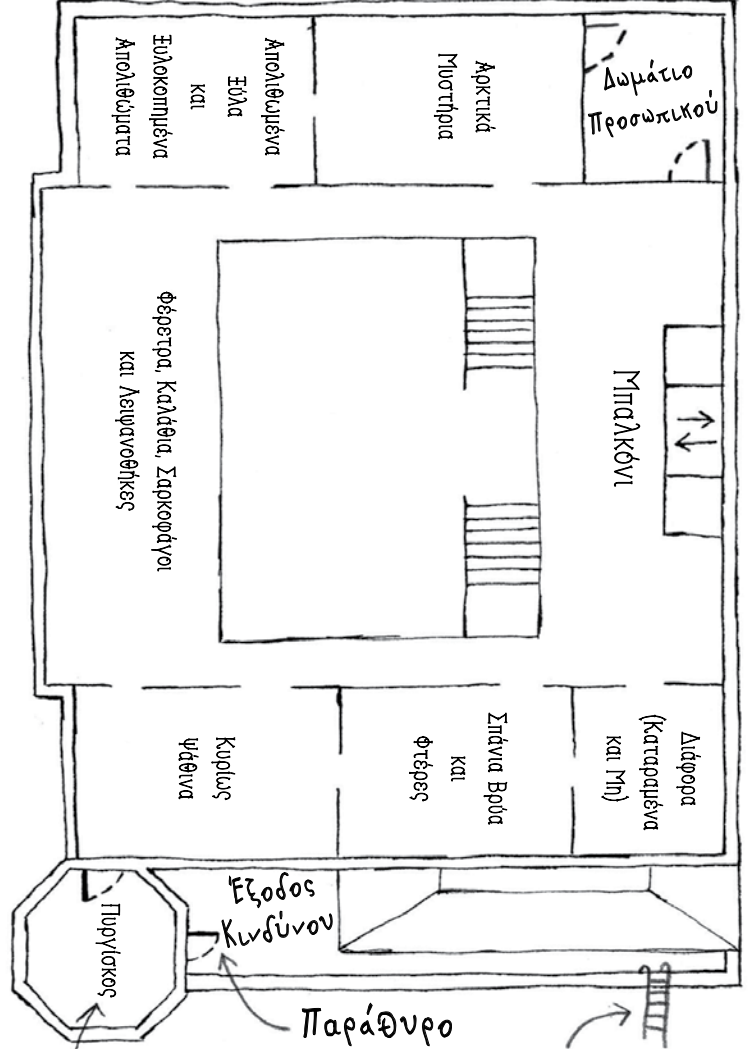 Απολιθωμένα
Ξύλα
και
Ξυλοκοπημένα
Απολιθώματα
Αρκτικά
Μυστήρια
Δωμάτιο
Προσωπικού
Φέρετρα, Καλάθια, Σαρκοφάγοι
και Λειψανοθήκες
Μπαλκόνι
Κυρίως
Ψάθινα
Σπάνια Βρύα
και
Φτέρες
Διάφορα
(Καταραμένα
και Μη)
Πυργίσκος
Έξοδος
Κινδύνου
Παράθυρο